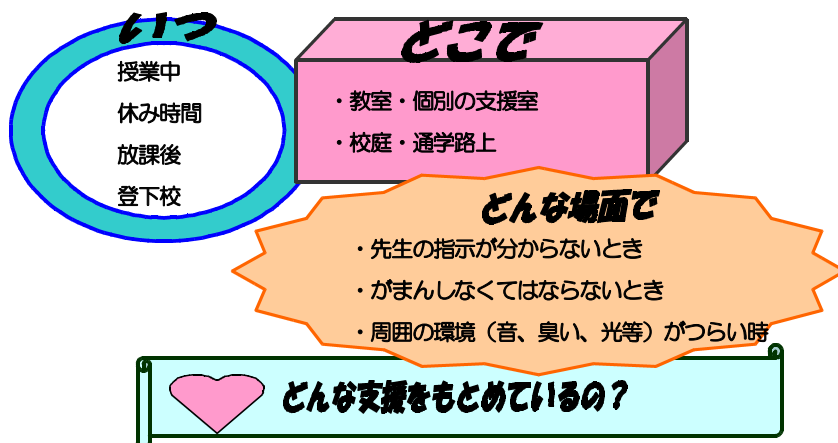 いつ
授業中
休み時間
放課後
登下校
どこで
・教室・個別の支援室
・校庭・通学路上
どんな場面で
・先生の指示が分からないとき
・がまんしなくてはならないとき
・周囲の環境（音、臭い、光等）がつらい時
どんな支援をもとめているの？